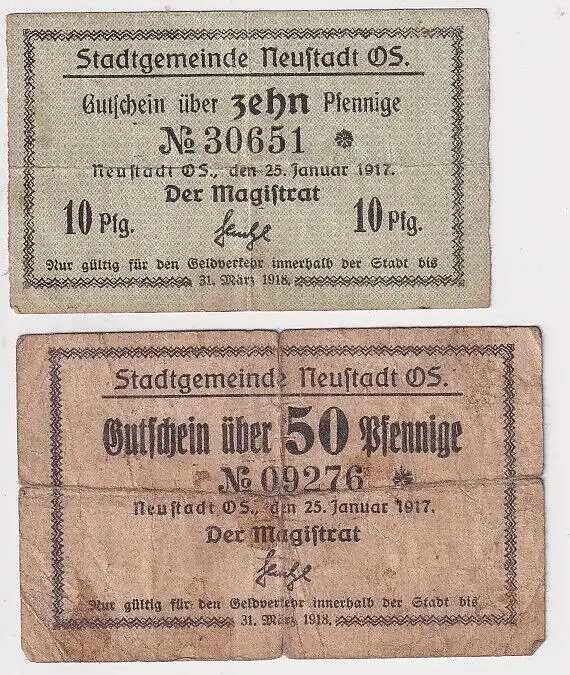 Stadtgemeinde Neustadt OS.
Gutschein über zehn Pfennige
№ 30651
Neustadt OS., den 25. Januar 1917.
Der Magistrat
10 Pfg. 10 Pfg.
Nur gültig für den Geldverkehr innerhalb der Stadt bis
31. März 1918.
Stadtgemeinde Neustadt OS.
Gutschein über 50 Pfennige
№ 09276
Neustadt OS., den 25. Januar 1917.
Der Magistrat
Nur gültig für den Geldverkehr innerhalb der Stadt bis
31. März 1918.